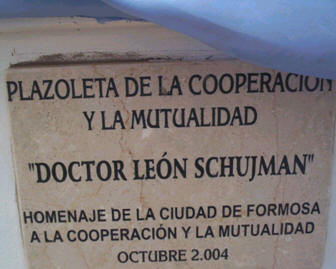 PLAZOLETA DE LA COOPERACIÓN
Y LA MUTUALIDAD
"DOCTOR LEÓN SCHUJMAN"
HOMENAJE DE LA CIUDAD DE FORMOSA
A LA COOPERACIÓN Y LA MUTUALIDAD
OCTUBRE 2.004